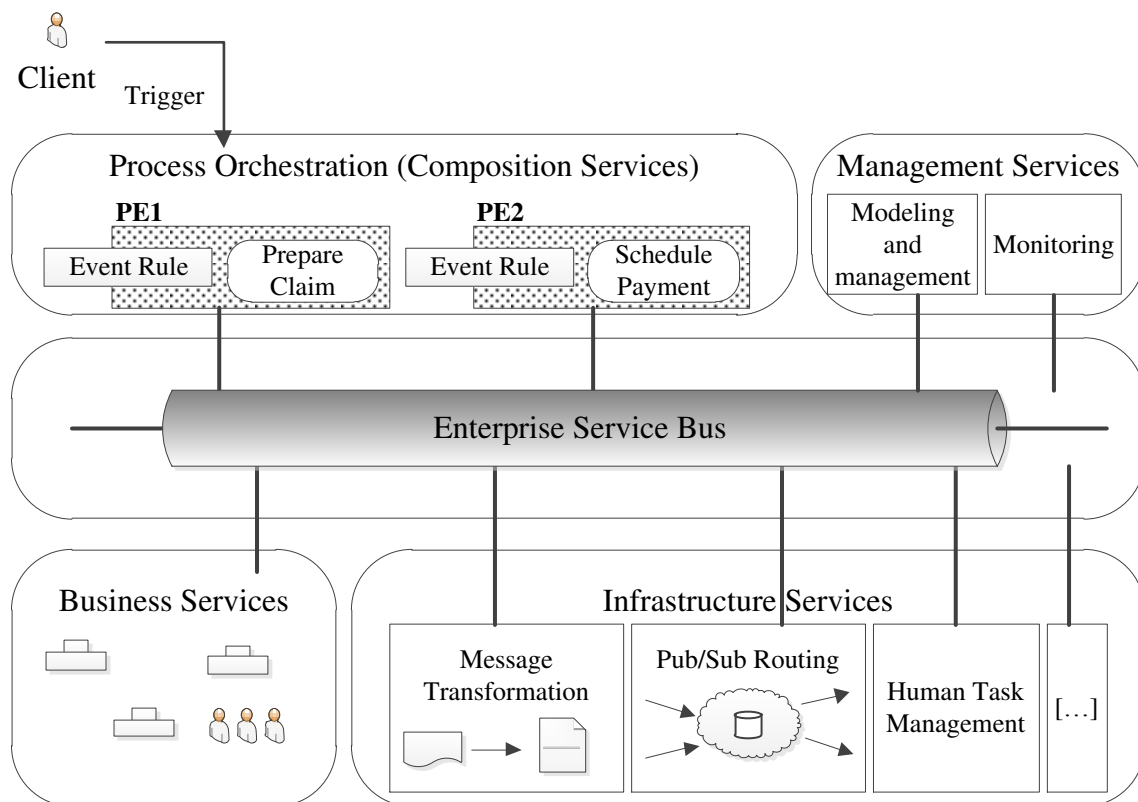 Client
Trigger
Process Orchestration (Composition Services)
PE1
Event Rule
Prepare
Claim
PE2
Event Rule
Schedule
Payment
Management Services
Modeling
and
management
Monitoring
Enterprise Service Bus
Business Services
Infrastructure Services
Message
Transformation
Pub/Sub Routing
Human Task
Management
[…]